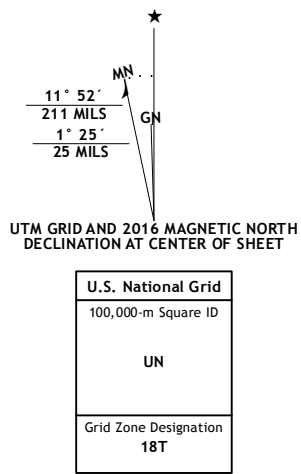 ★
MN
GN
11° 52´
211 MILS
1° 25´
25 MILS
UTM GRID AND 2016 MAGNETIC NORTH
DECLINATION AT CENTER OF SHEET
U.S. National Grid
100,000-m Square ID
UN
Grid Zone Designation
18T